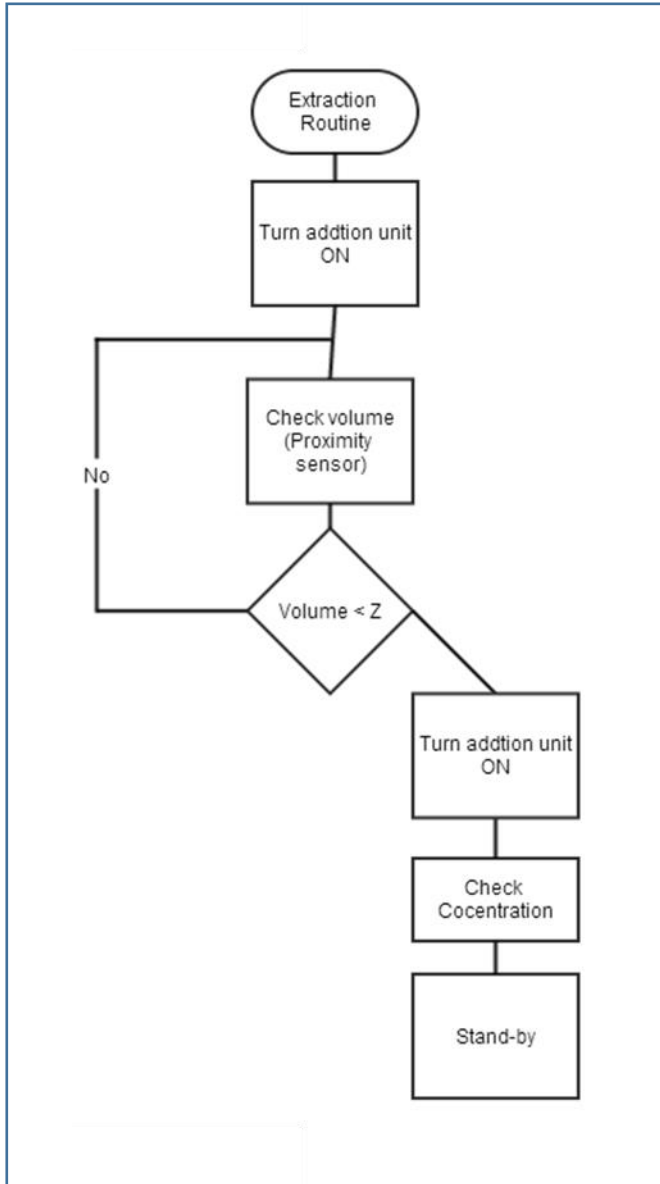 Extraction
Routine
Turn addtion unit
ON
Check volume
(Proximity
sensor)
No
Volume < Z
Turn addtion unit
ON
Check
Cocentration
Stand-by